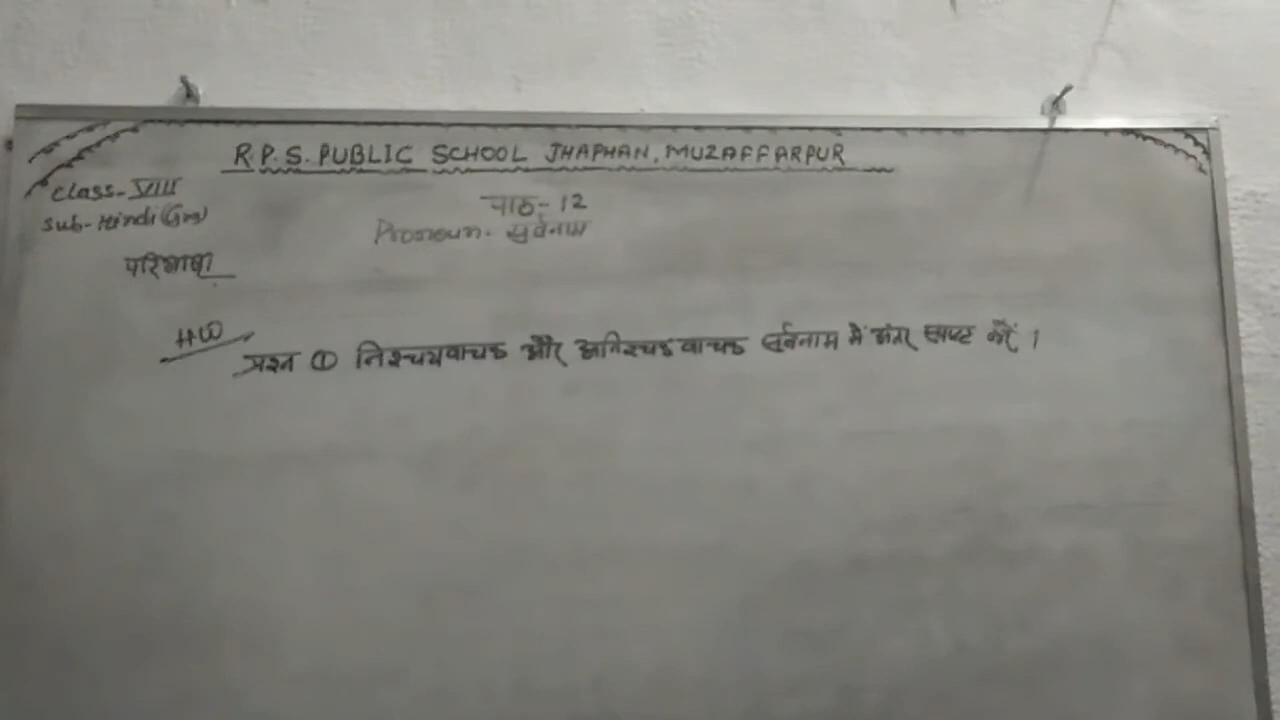 R.P.S. PUBLIC SCHOOL JHAPHAN, MUZAFFARPUR
Class-VIII
Sub-Hindi(Gra)
पाठ-12
Pronoun. सर्वनाम
परिभाषा
HW
प्रश्न ① निश्चयवाचक और अनिश्चयवाचक सर्वनाम में अंतर स्पष्ट करें ।